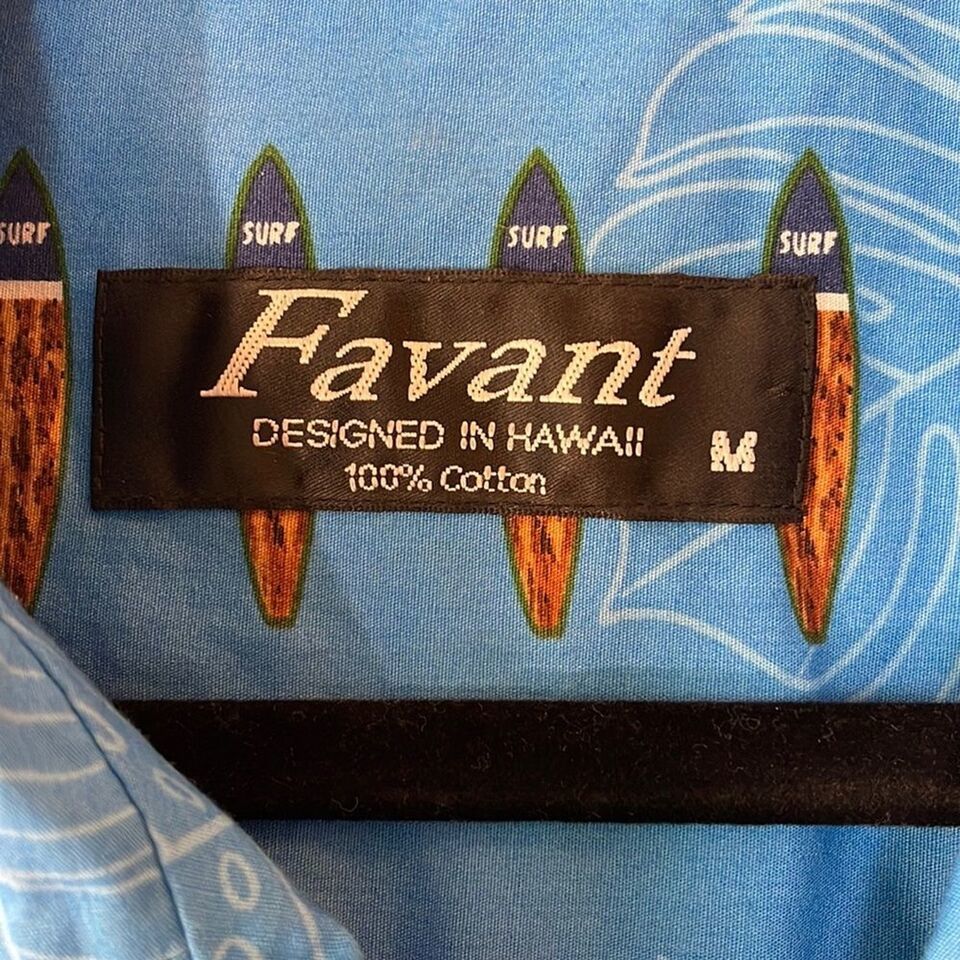 SURF SURF SURF SURF
Favant
DESIGNED IN HAWAII
100% Cotton
M